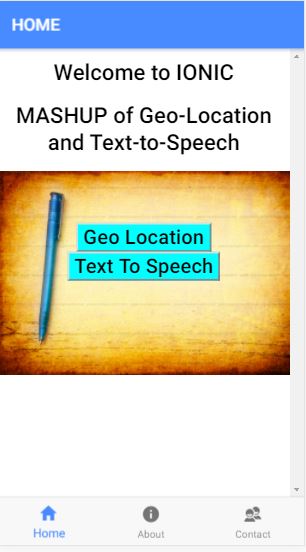 HOME
Welcome to IONIC
MASHUP of Geo-Location
and Text-to-Speech
Geo Location
Text To Speech
Home
About
Contact